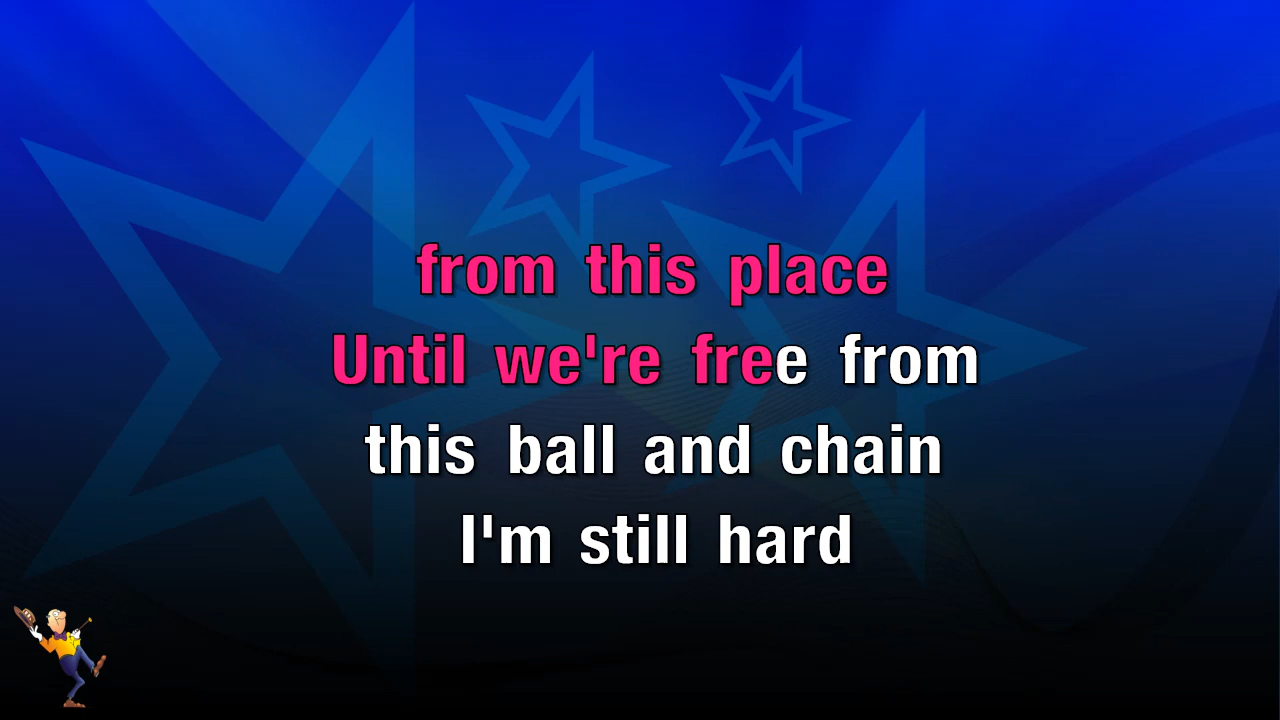 from this place
Until we're free from
this ball and chain
I'm still hard